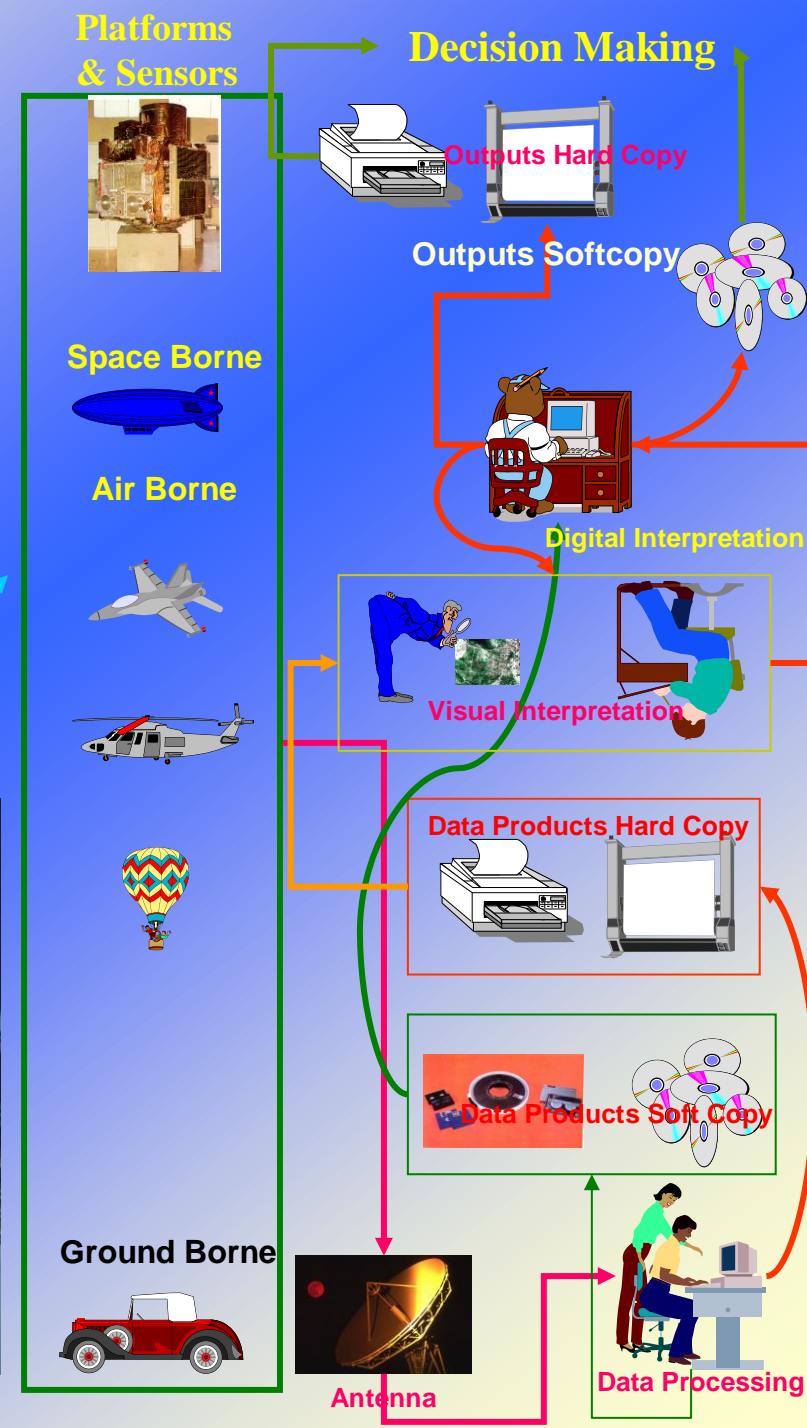 Platforms
& Sensors
Decision Making
Outputs Hard Copy
Outputs Softcopy
Space Borne
Air Borne
Digital Interpretation
Visual Interpretation
Data Products Hard Copy
Data Products Soft Copy
Ground Borne
Antenna
Data Processing